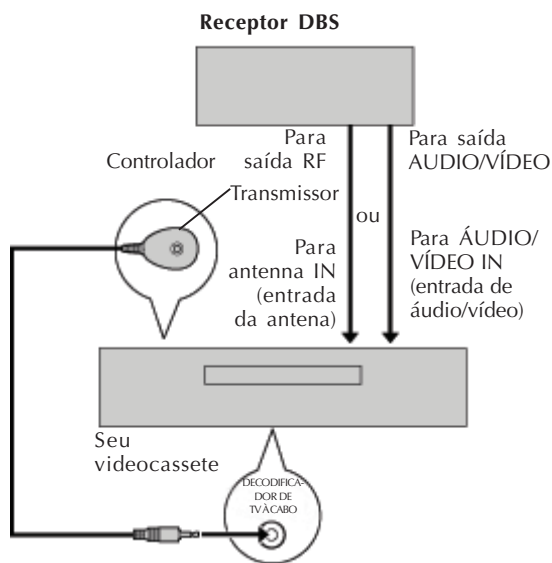 Receptor DBS
Para
saída RF
Para saída
AUDIO/VÍDEO
Controlador
Transmissor
ou
Para
antenna IN
(entrada
da antena)
Para ÁUDIO/
VÍDEO IN
(entrada de
áudio/vídeo)
Seu
videocassete
DECODIFICA-
DOR DE
TV À CABO